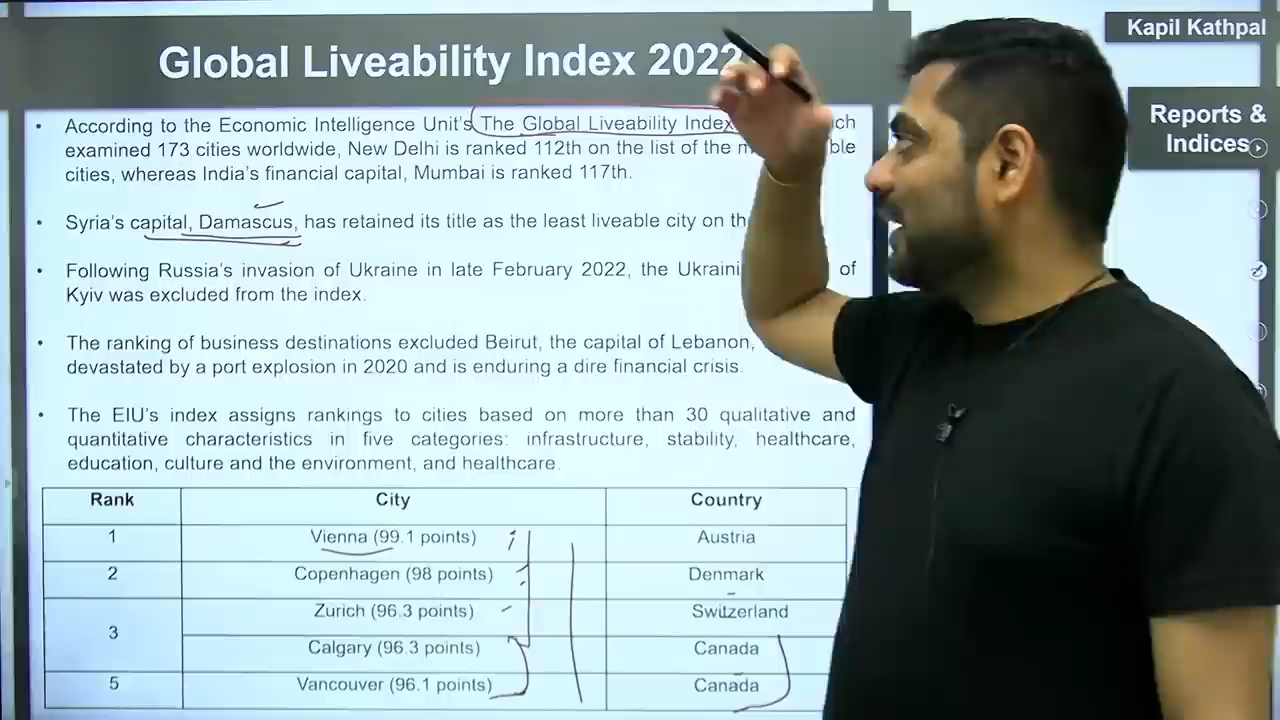 Kapil Kathpal
Global Liveability Index 2022
Reports &
Indices
• According to the Economic Intelligence Unit's The Global Liveability Index
examined 173 cities worldwide, New Delhi is ranked 112th on the list of the
cities, whereas India's financial capital, Mumbai is ranked 117th.
• Syria's capital, Damascus, has retained its title as the least liveable city on
• Following Russia's invasion of Ukraine in late February 2022, the of
Kyiv was excluded from the index.
• The ranking of business destinations excluded Beirut, the capital of Lebanon,
devastated by a port explosion in 2020 and is enduring a dire financial crisis.
• The EIU's index assigns rankings to cities based on more than 30 qualitative and
quantitative characteristics in five categories: infrastructure, stability, healthcare,
education, culture and the environment, and healthcare.
Rank City Country
1 Vienna (99.1 points) Austria
2 Copenhagen (98 points) Denmark
Zurich (96.3 points) Switzerland
3
Calgary (96.3 points) Canada
5 Vancouver (96.1 points) Canada